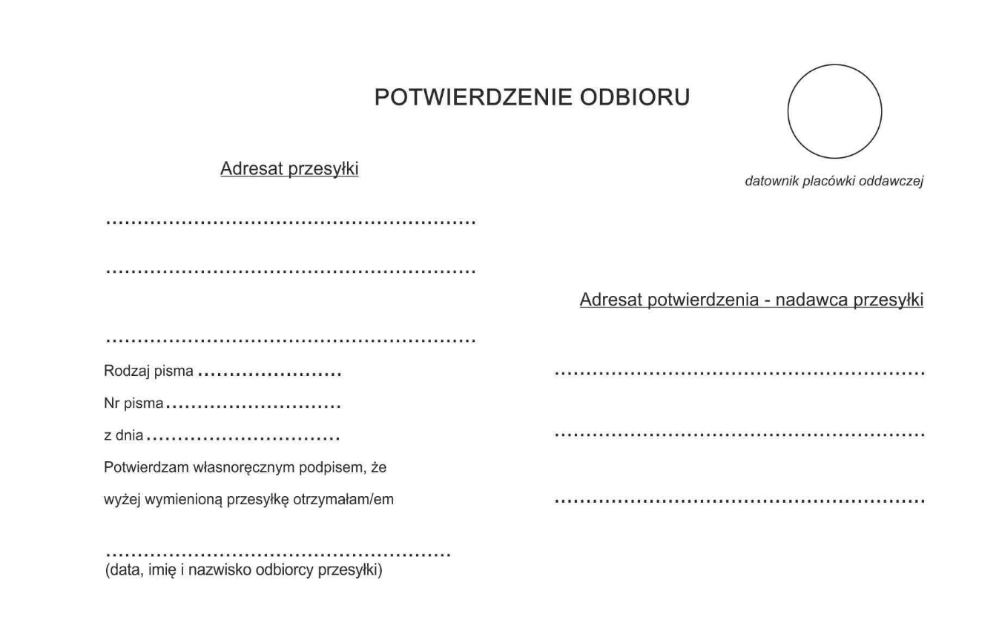 POTWIERDZENIE ODBIORU
Adresat przesyłki
datownik placówki oddawczej
Adresat potwierdzenia - nadawca przesyłki
Rodzaj pisma ......................
Nr pisma ............................
z dnia ...............................
Potwierdzam własnoręcznym podpisem, że
wyżej wymienioną przesyłkę otrzymałam/em
(data, imię i nazwisko odbiorcy przesyłki)